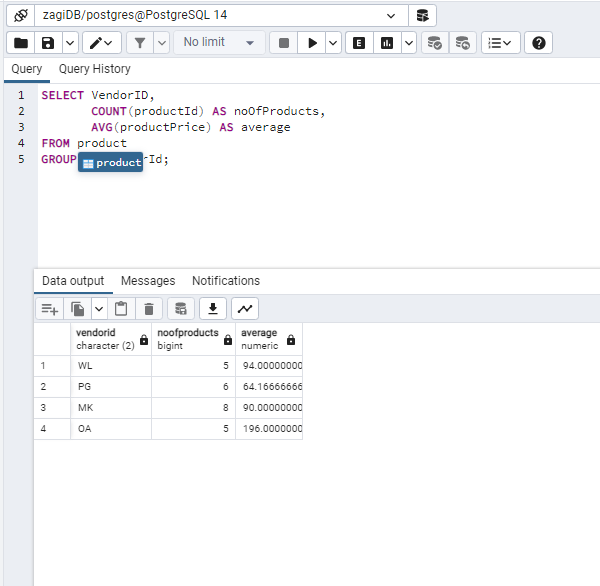 zagiDB/postgres@PostgreSQL 14
No limit
E
Query Query History
1 SELECT VendorID,
2 COUNT(productId) AS noOfProducts,
3 AVG(productPrice) AS average
4 FROM product
5 GROUP rId;
product
Data output Messages Notifications
vendorid noofproducts average
character (2) bigint numeric
1 WL 5 94.00000000
2 PG 6 64.16666666
3 MK 8 90.00000000
4 OA 5 196.0000000